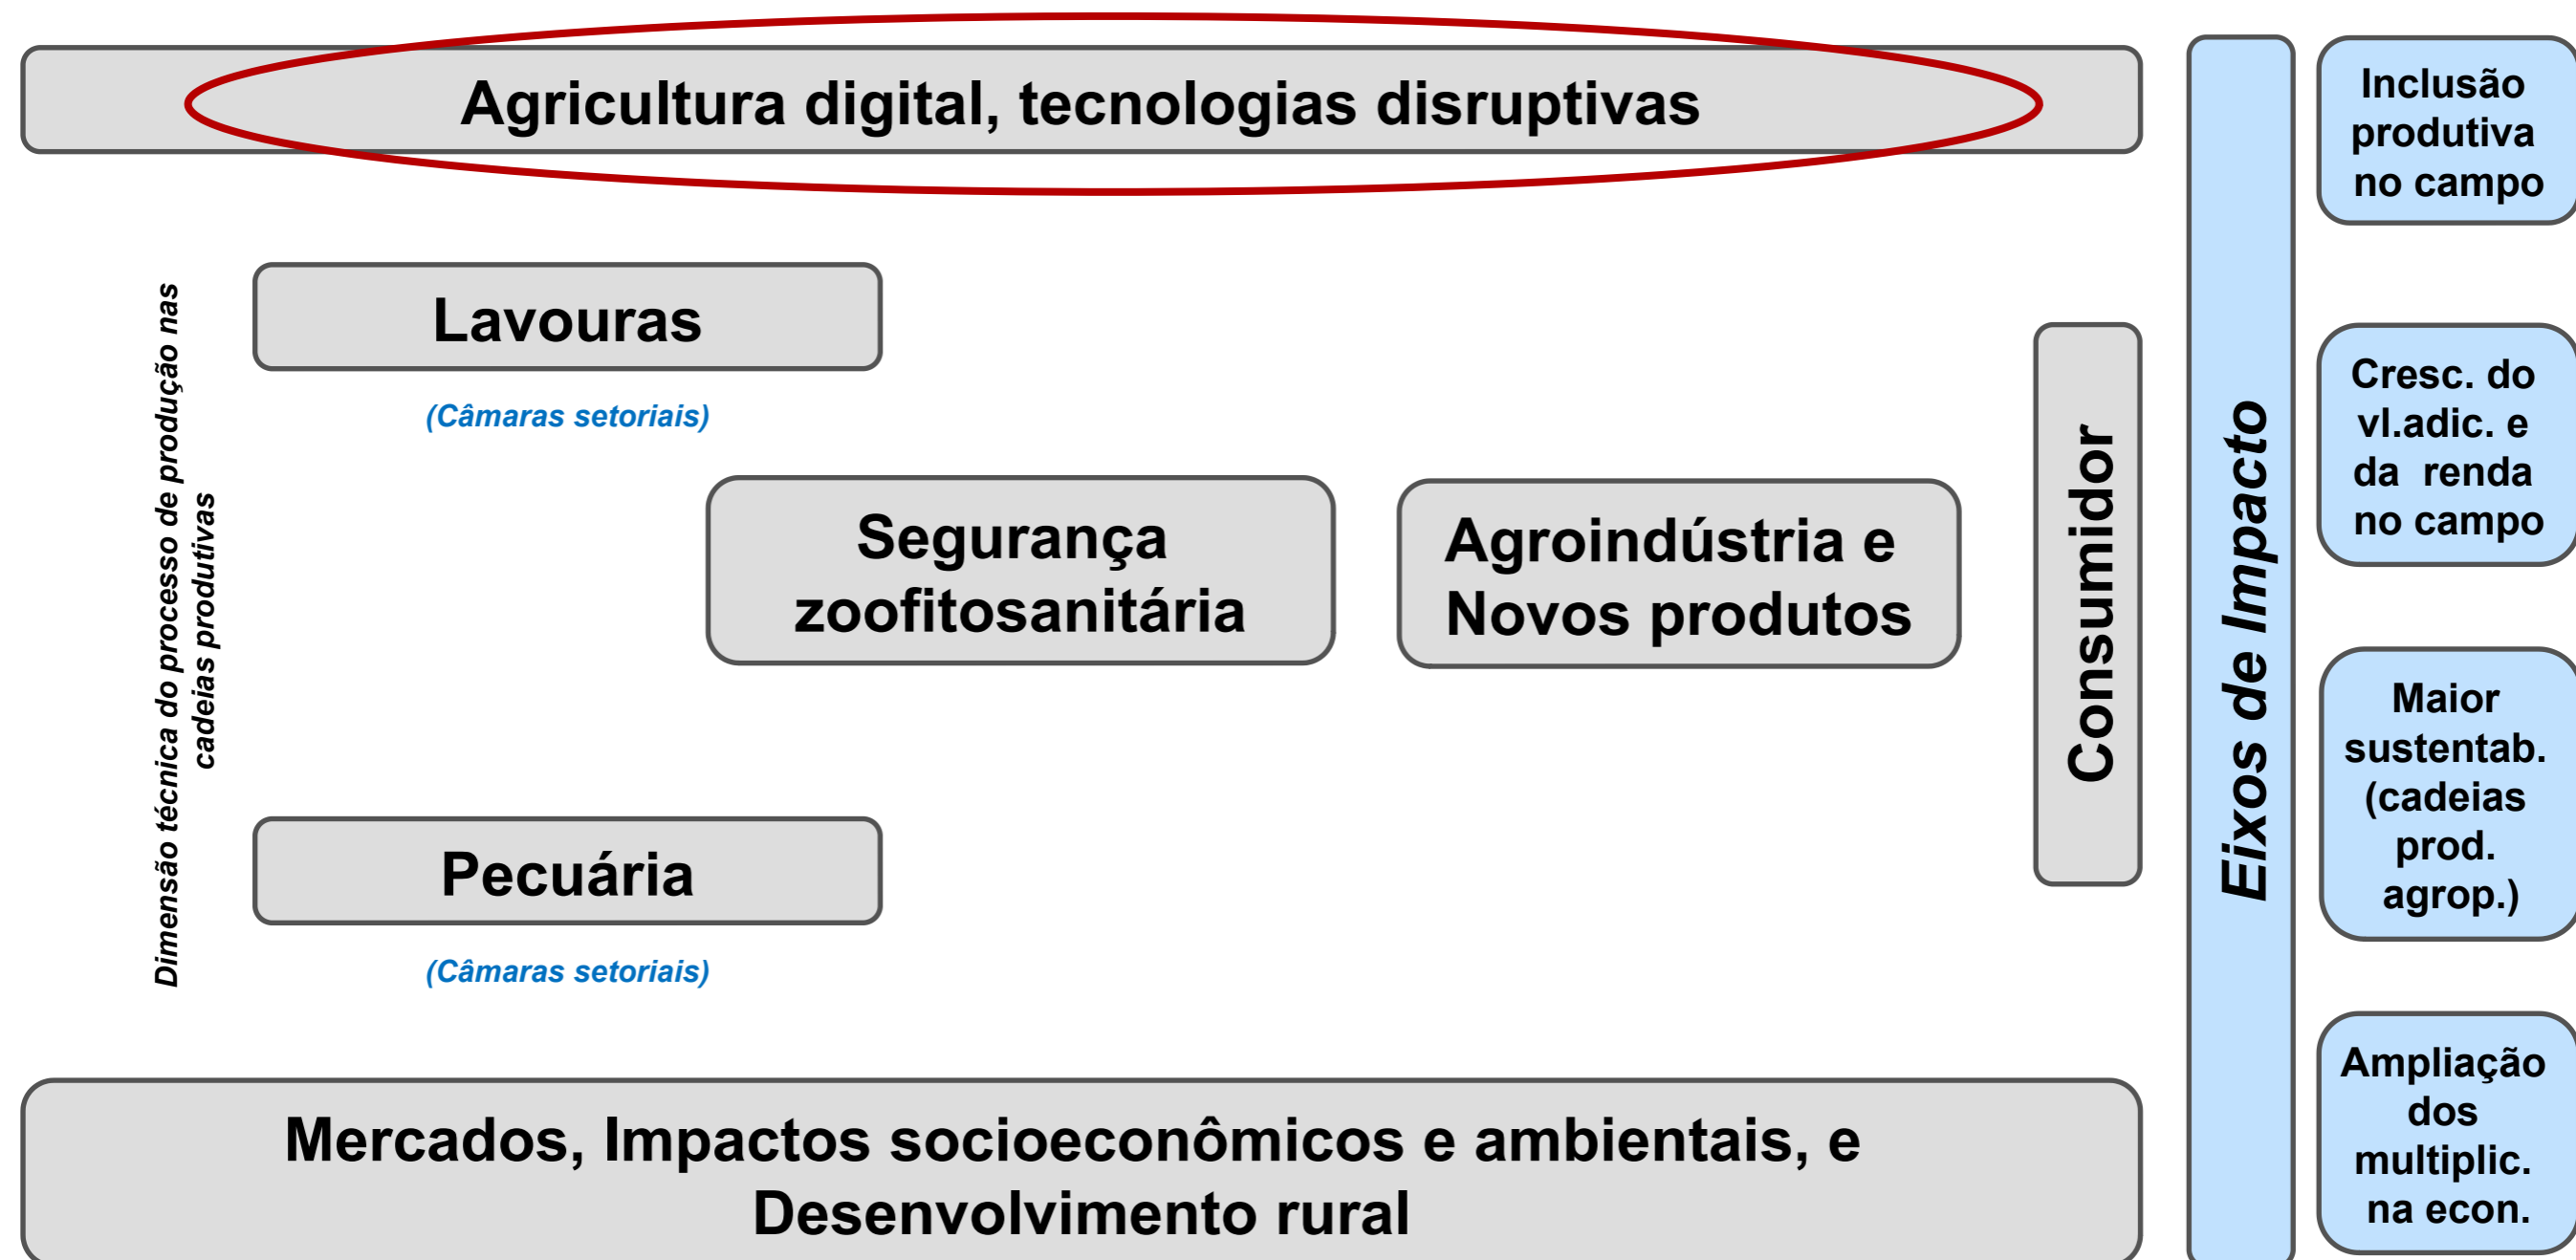 Agricultura digital, tecnologias disruptivas
Dimensão técnica do processo de produção nas
cadeias produtivas
Lavouras
(Câmaras setoriais)
Segurança
zoofitosanitária
Agroindústria e
Novos produtos
Pecuária
(Câmaras setoriais)
Consumidor
Mercados, Impactos socioeconômicos e ambientais, e
Desenvolvimento rural
Eixos de Impacto
Inclusão
produtiva
no campo
Cresc. do
vl.adic. e
da renda
no campo
Maior
sustentab.
(cadeias
prod.
agrop.)
Ampliação
dos
multiplic.
na econ.